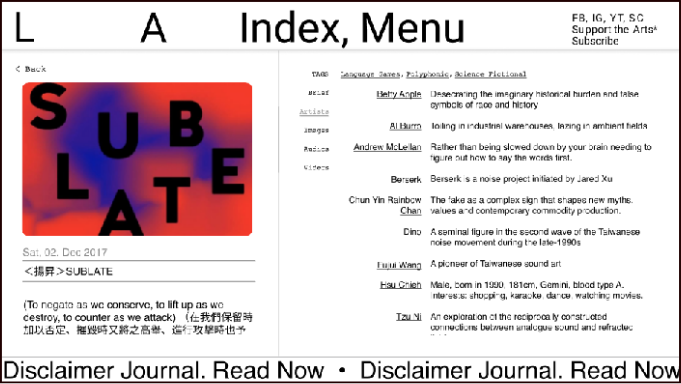 L A Index, Menu
FB, IG, YT, SC
Support the Arts*
Subscribe
< Back
SUB
LATE
Sat, 02. Dec 2017
＜揚昇＞SUBLATE
(To negate as we conserve, to lift up as we
destroy, to counter as we attack) （在我們保留時
加以否定、摧毀時又將之高舉、進行攻擊時也予
TAGS Language Games, Polyphonic, Science Fictional
Brief
Artists
Images
Radios
Videos
Betty Apple Desecrating the imaginary historical burden and false
symbols of race and history
Al Burro Toiling in industrial warehouses, lazing in ambient fields
Andrew McLellan Rather than being slowed down by your brain needing to
figure out how to say the words first.
Berserk Berserk is a noise project initiated by Jared Xu
Chun Yin Rainbow The fake as a complex sign that shapes new myths,
Chan values and contemporary commodity production.
Dino A seminal figure in the second wave of the Taiwanese
noise movement during the late-1990s
Fujui Wang A pioneer of Taiwanese sound art
Hsu Chieh Male, born in 1990, 181cm, Gemini, blood type A.
Interests: shopping, karaoke, dance, watching movies.
Tzu Ni An exploration of the reciprocally constructed
connections between analogue sound and refracted
Disclaimer Journal. Read Now • Disclaimer Journal. Read Now